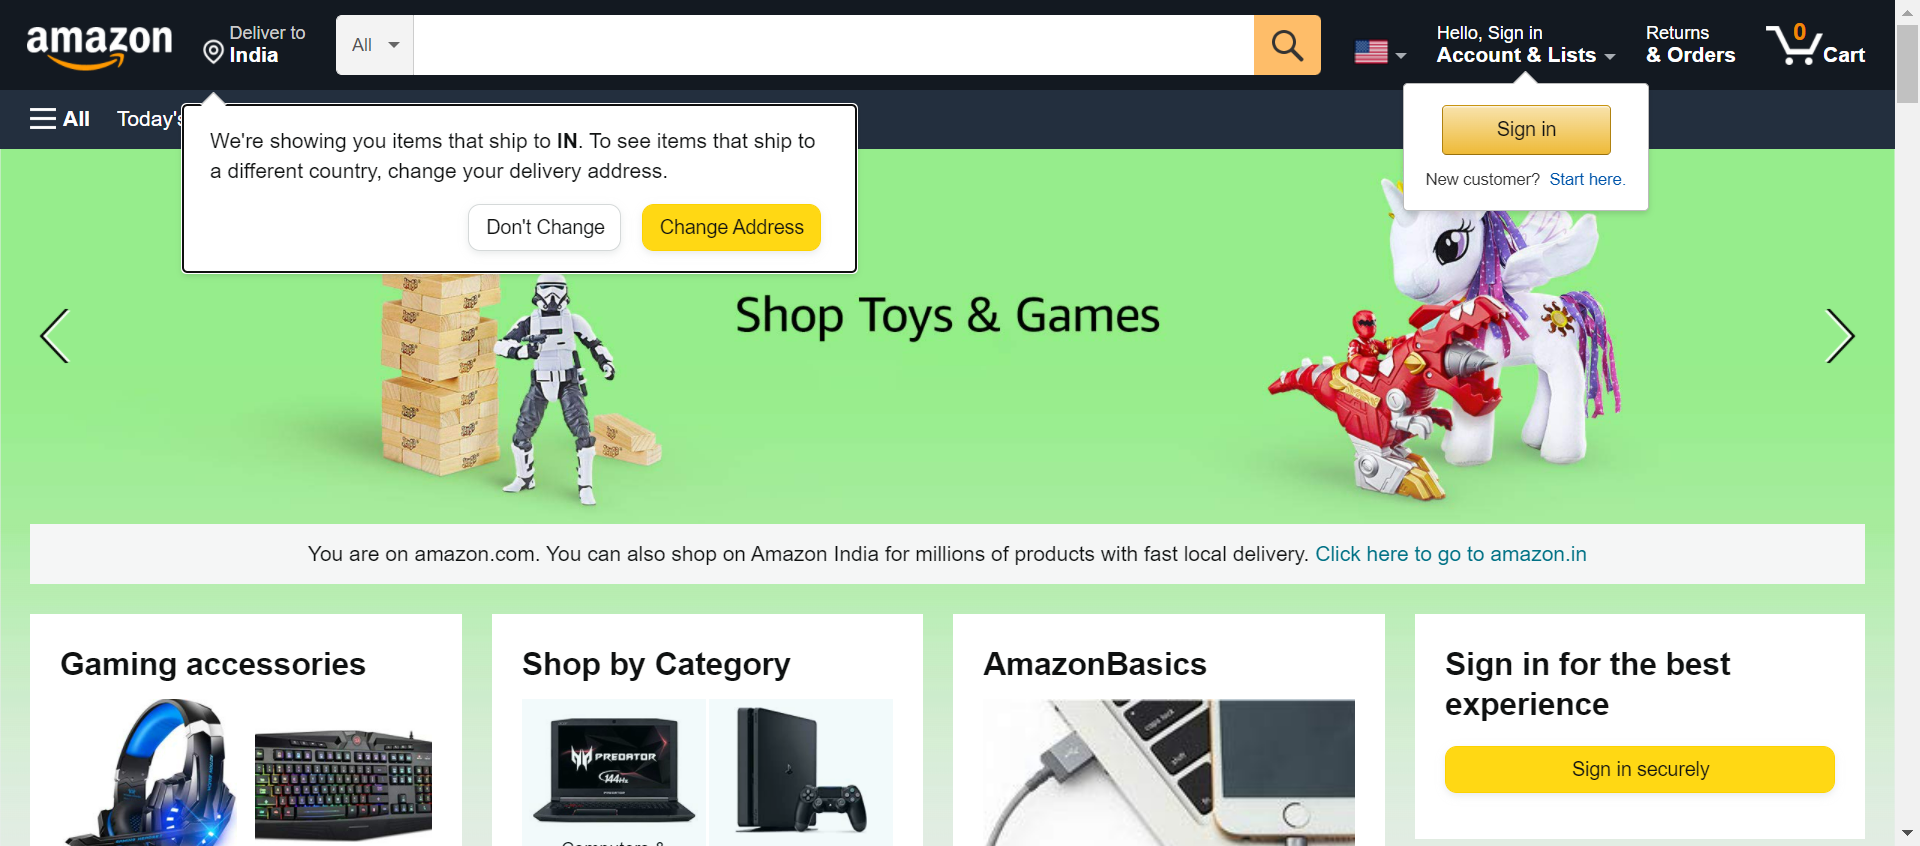 amazon
Deliver to
India
All
Hello, Sign in
Account & Lists
Returns
& Orders
0
Cart
All
Today's
We're showing you items that ship to IN. To see items that ship to
a different country, change your delivery address.
Don't Change
Change Address
Sign in
New customer? Start here.
Shop Toys & Games
You are on amazon.com. You can also shop on Amazon India for millions of products with fast local delivery. Click here to go to amazon.in
Gaming accessories
Shop by Category
AmazonBasics
Sign in for the best
experience
PREDATOR
144Hz
PREDATOR
caps lock
Sign in securely
Computers &